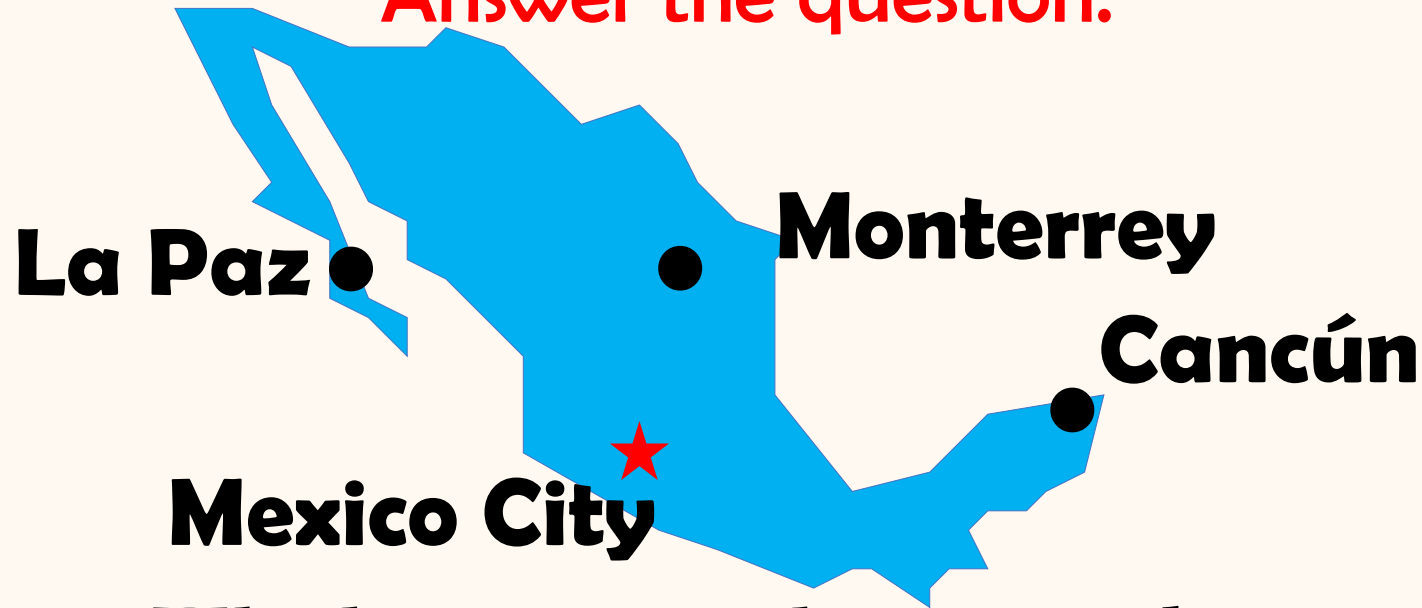 Answer the question.
Monterrey
La Paz
Cancún
Mexico City